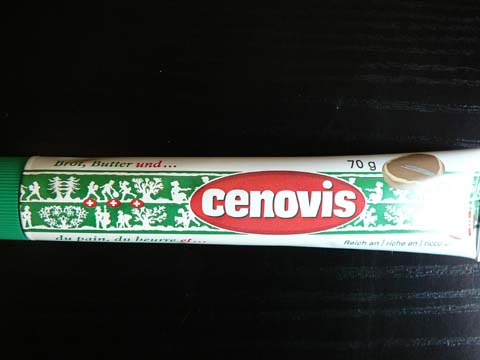 Brot, Butter und...
70 g
cenovis
du pain, du beurre et...
Reich an | riche en | ricco